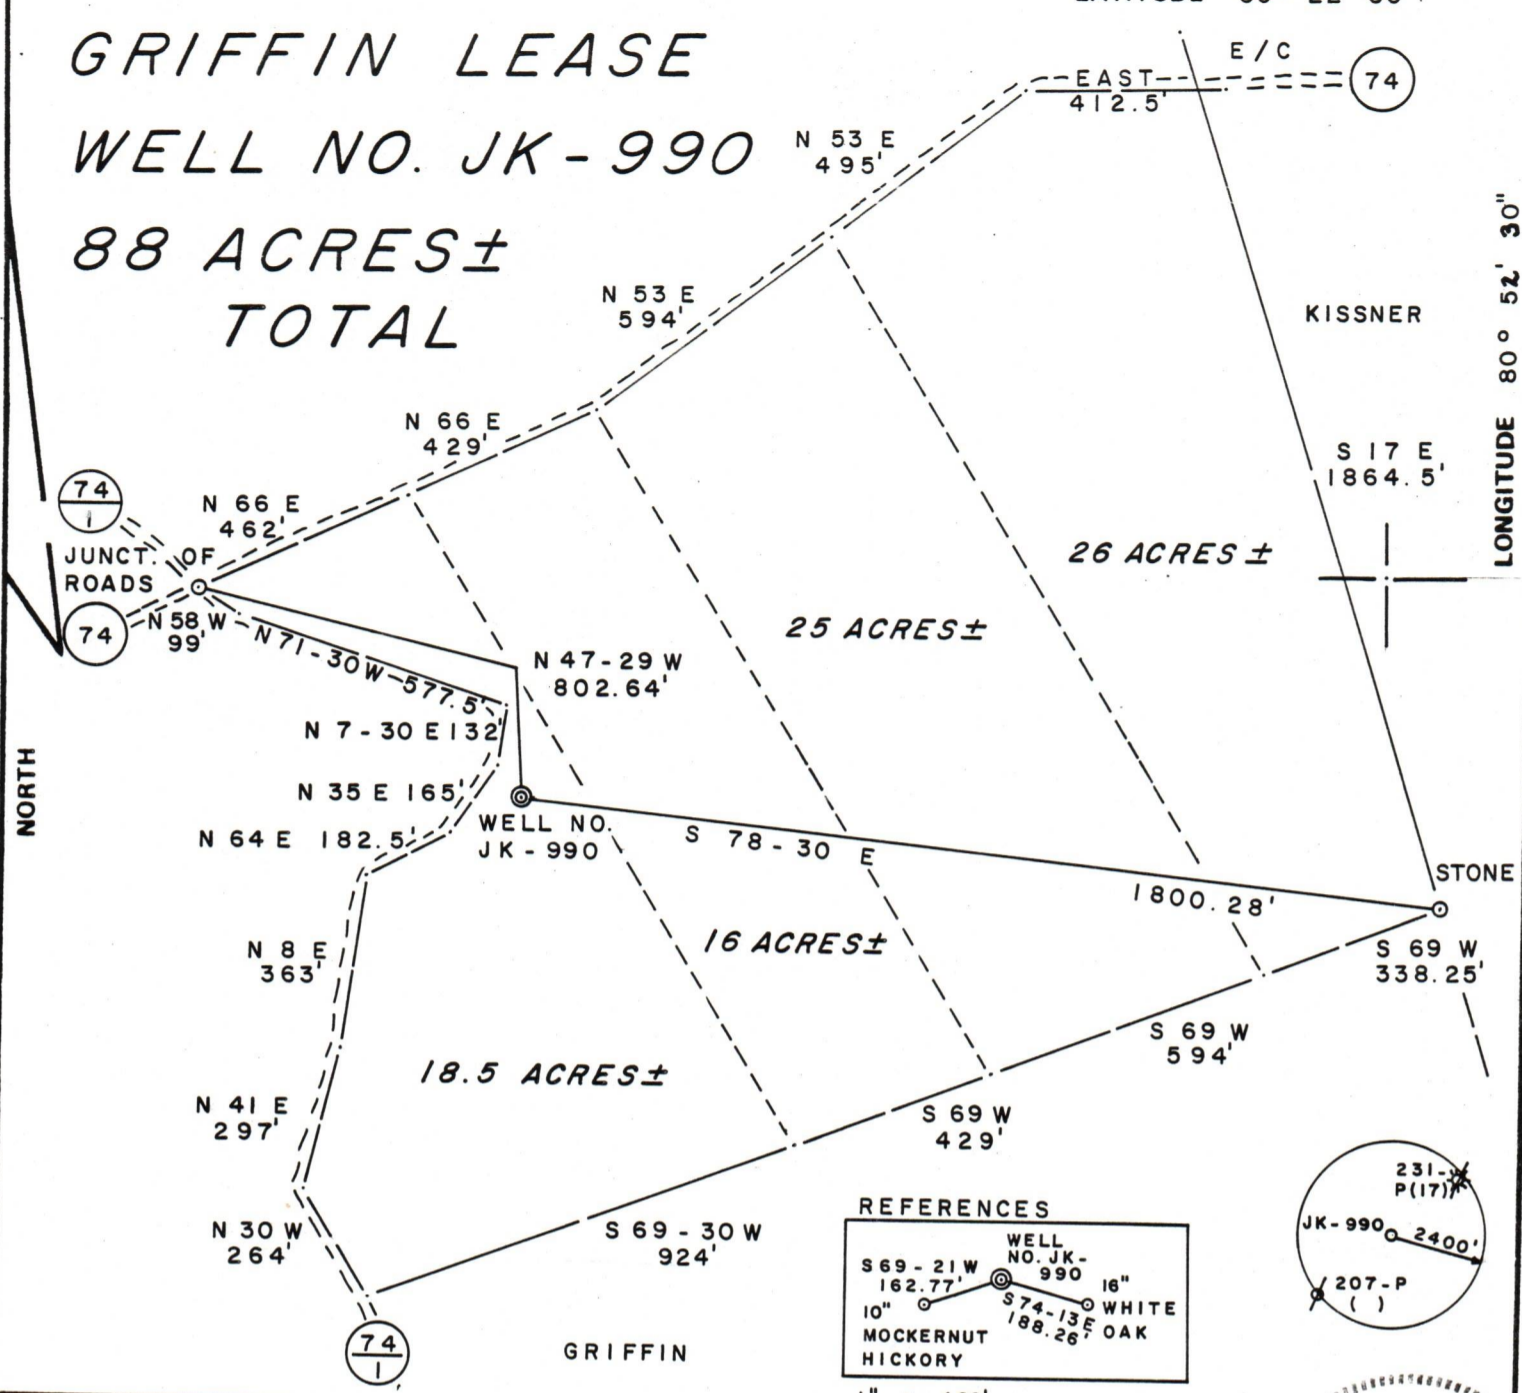 GRIFFIN LEASE
WELL NO. JK-990
88 ACRES±
TOTAL
E/C
EAST
412.5'
74
N 53 E
495'
N 53 E
594'
KISSNER
LONGITUDE 80° 52' 30"
N 66 E
429'
S 17 E
1864.5'
74
1
N 66 E
462'
JUNCT. OF
ROADS
74
N 58 W
99'
N 71-30W-577.5'
26 ACRES±
25 ACRES±
N 47-29 W
802.64'
N 7-30 E 132'
NORTH
N 35 E 165'
N 64 E 182.5'
WELL NO.
JK-990
S 78-30 E
1800.28'
STONE
N 8 E
363'
16 ACRES±
S 69 W
338.25'
S 69 W
594'
18.5 ACRES±
N 41 E
297'
S 69 W
429'
N 30 W
264'
S 69-30 W
924'
74
1
GRIFFIN
REFERENCES
WELL
NO. JK-
990
S 69-21 W
162.77'
16"
WHITE
OAK
S 74-13 E
188.26'
10"
MOCKERNUT
HICKORY
231-
P(17)
JK-990
2400'
207-P
( )